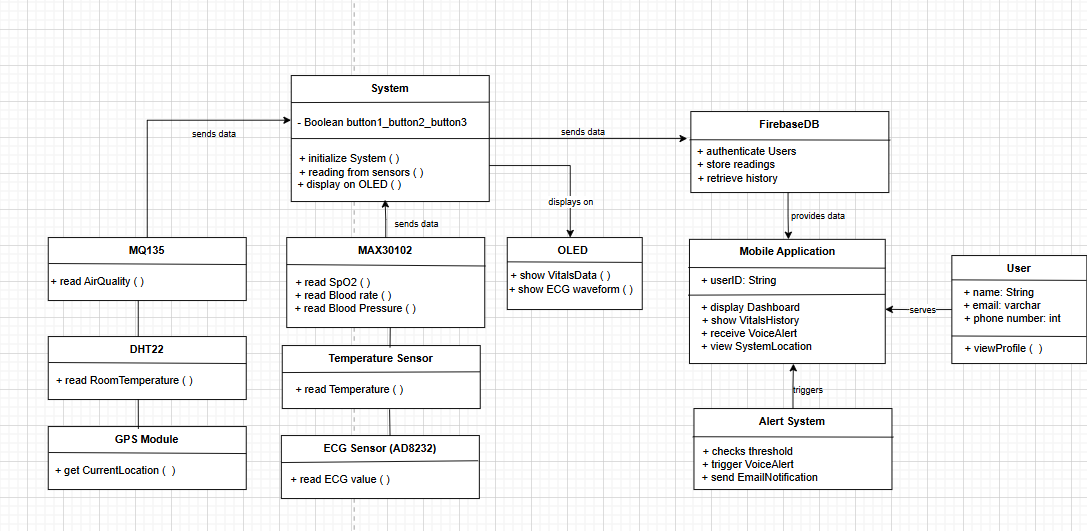 System
- Boolean button1_button2_button3
+ initialize System ( )
+ reading from sensors ( )
+ display on OLED ( )
sends data
sends data
FirebaseDB
+ authenticate Users
+ store readings
+ retrieve history
displays on
provides data
sends data
MQ135
+ read AirQuality ( )
MAX30102
+ read SpO2 ( )
+ read Blood rate ( )
+ read Blood Pressure ( )
OLED
+ show VitalsData ( )
+ show ECG waveform ( )
Mobile Application
+ userID: String
+ display Dashboard
+ show VitalsHistory
+ receive VoiceAlert
+ view SystemLocation
serves
User
+ name: String
+ email: varchar
+ phone number: int
+ viewProfile ( )
DHT22
+ read RoomTemperature ( )
Temperature Sensor
+ read Temperature ( )
triggers
GPS Module
+ get CurrentLocation ( )
ECG Sensor (AD8232)
+ read ECG value ( )
Alert System
+ checks threshold
+ trigger VoiceAlert
+ send EmailNotification